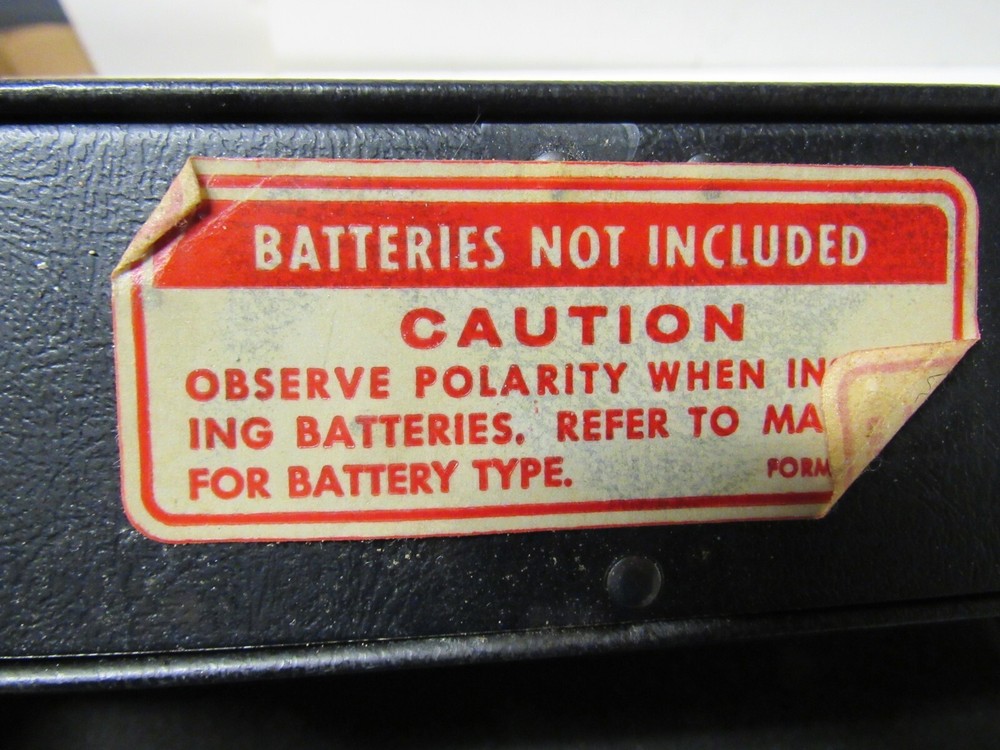 BATTERIES NOT INCLUDED
CAUTION
OBSERVE POLARITY WHEN IN
ING BATTERIES. REFER TO MA
FOR BATTERY TYPE.
FORM